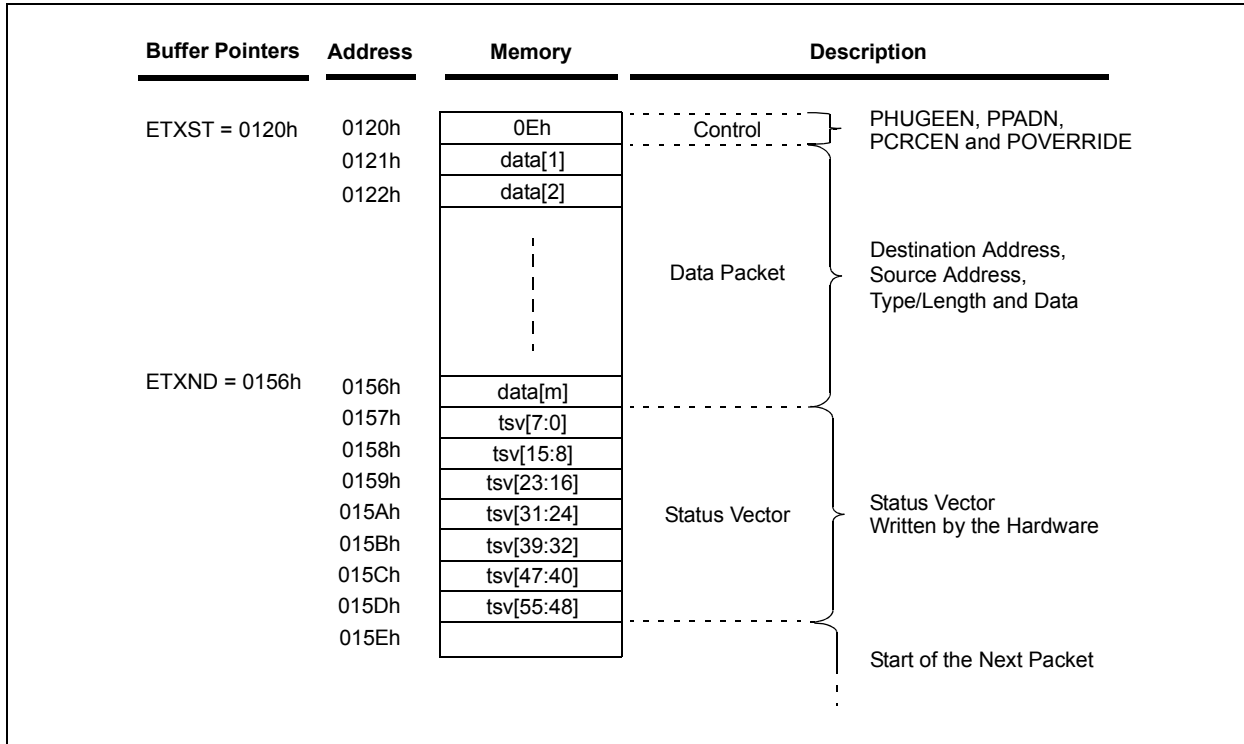 Buffer Pointers Address Memory Description
ETXST = 0120h 0120h 0Eh Control PHUGEEN, PPADN,
PCRCEN and POVERRIDE
0121h data[1]
0122h data[2]
Data Packet Destination Address,
Source Address,
Type/Length and Data
ETXND = 0156h 0156h data[m]
0157h tsv[7:0]
0158h tsv[15:8]
0159h tsv[23:16]
015Ah tsv[31:24] Status Vector Status Vector
Written by the Hardware
015Bh tsv[39:32]
015Ch tsv[47:40]
015Dh tsv[55:48]
015Eh
Start of the Next Packet